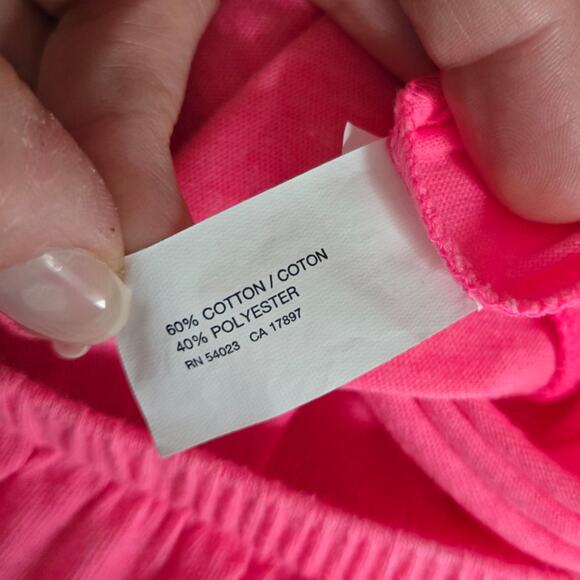 60% COTTON / COTON
40% POLYESTER
RN 54023 CA 17897